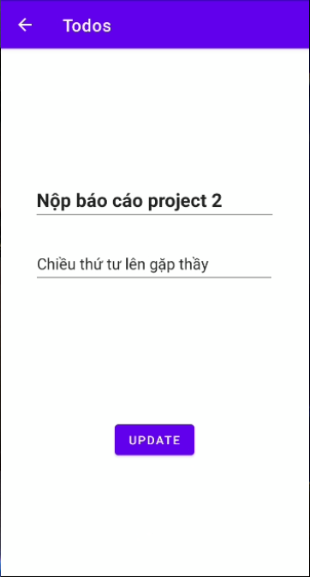 Todos
Nộp báo cáo project 2
Chiều thứ tư lên gặp thầy
UPDATE